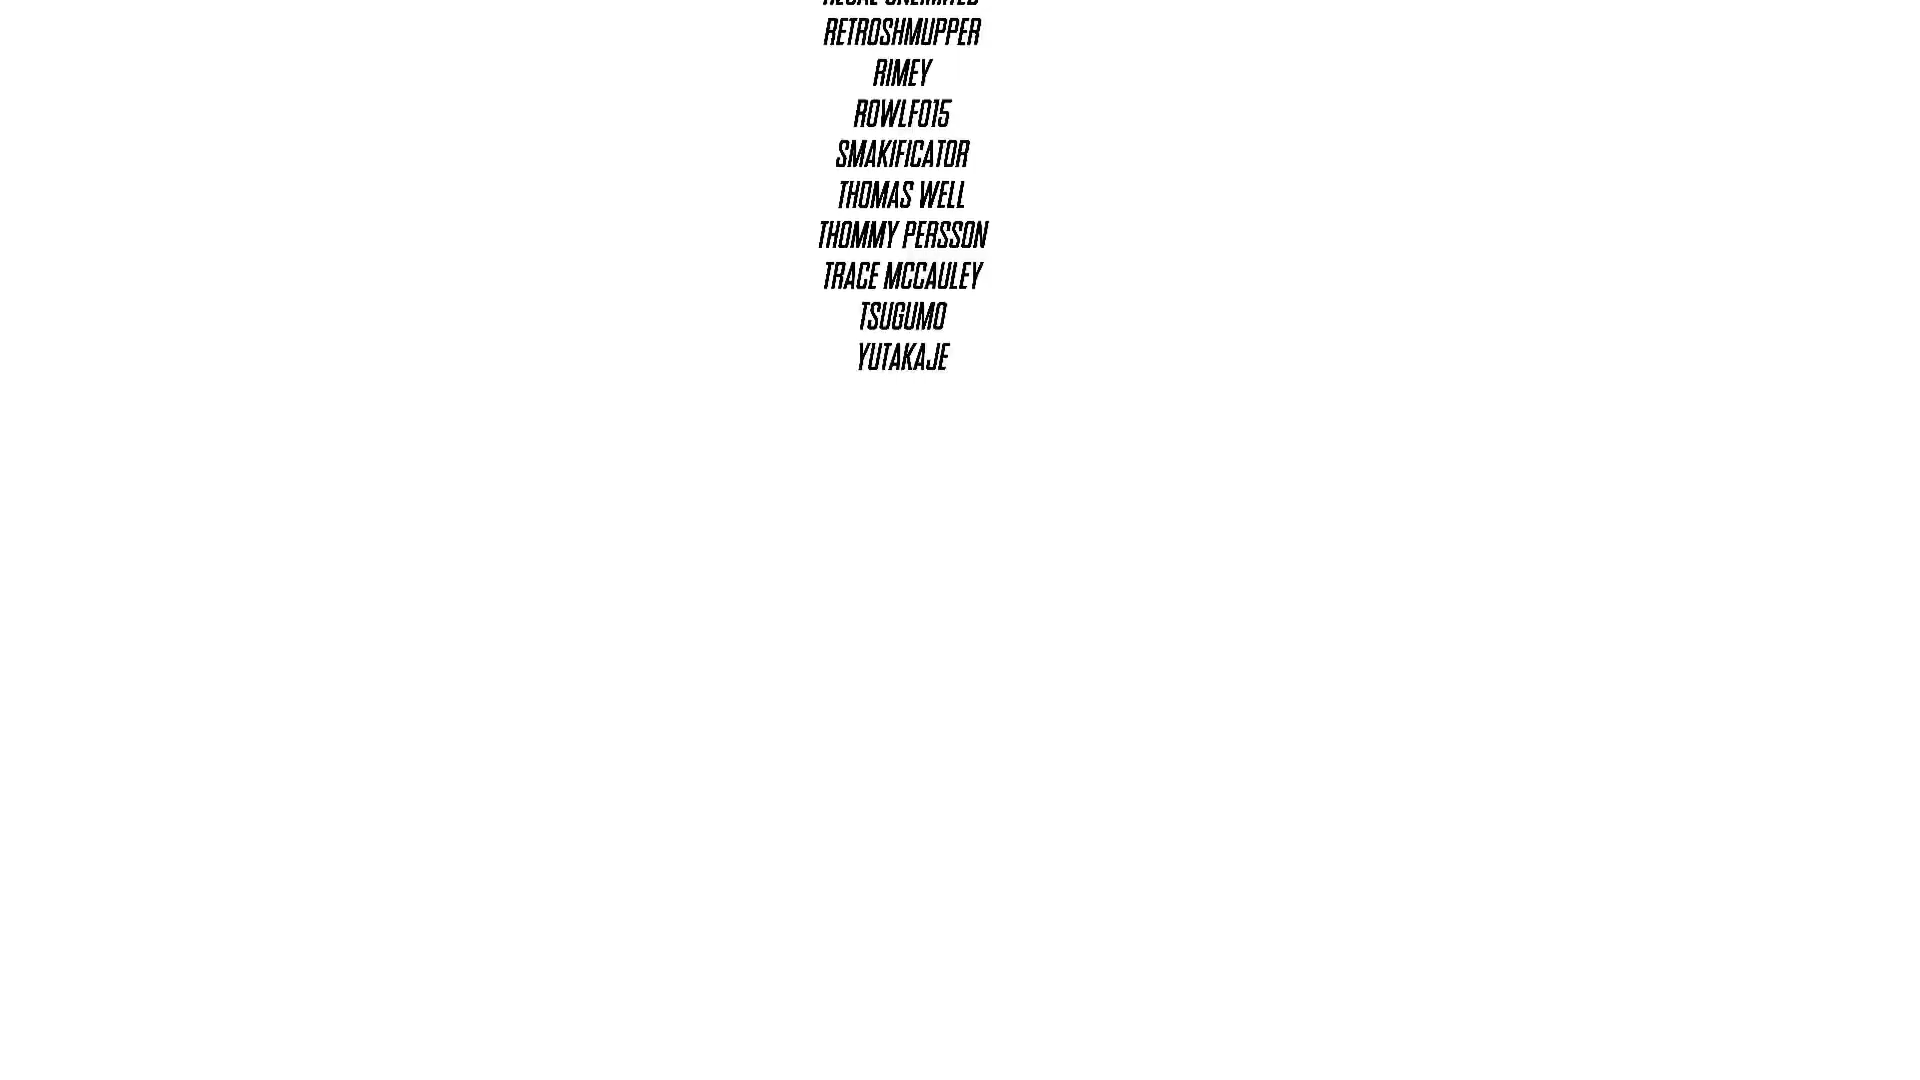 RETROSHMUPPER
RIMEY
ROWLF015
SMAKIFICATOR
THOMAS WELL
THOMMY PERSSON
TRACE MCCAULEY
TSUGUMO
YUTAKAJE